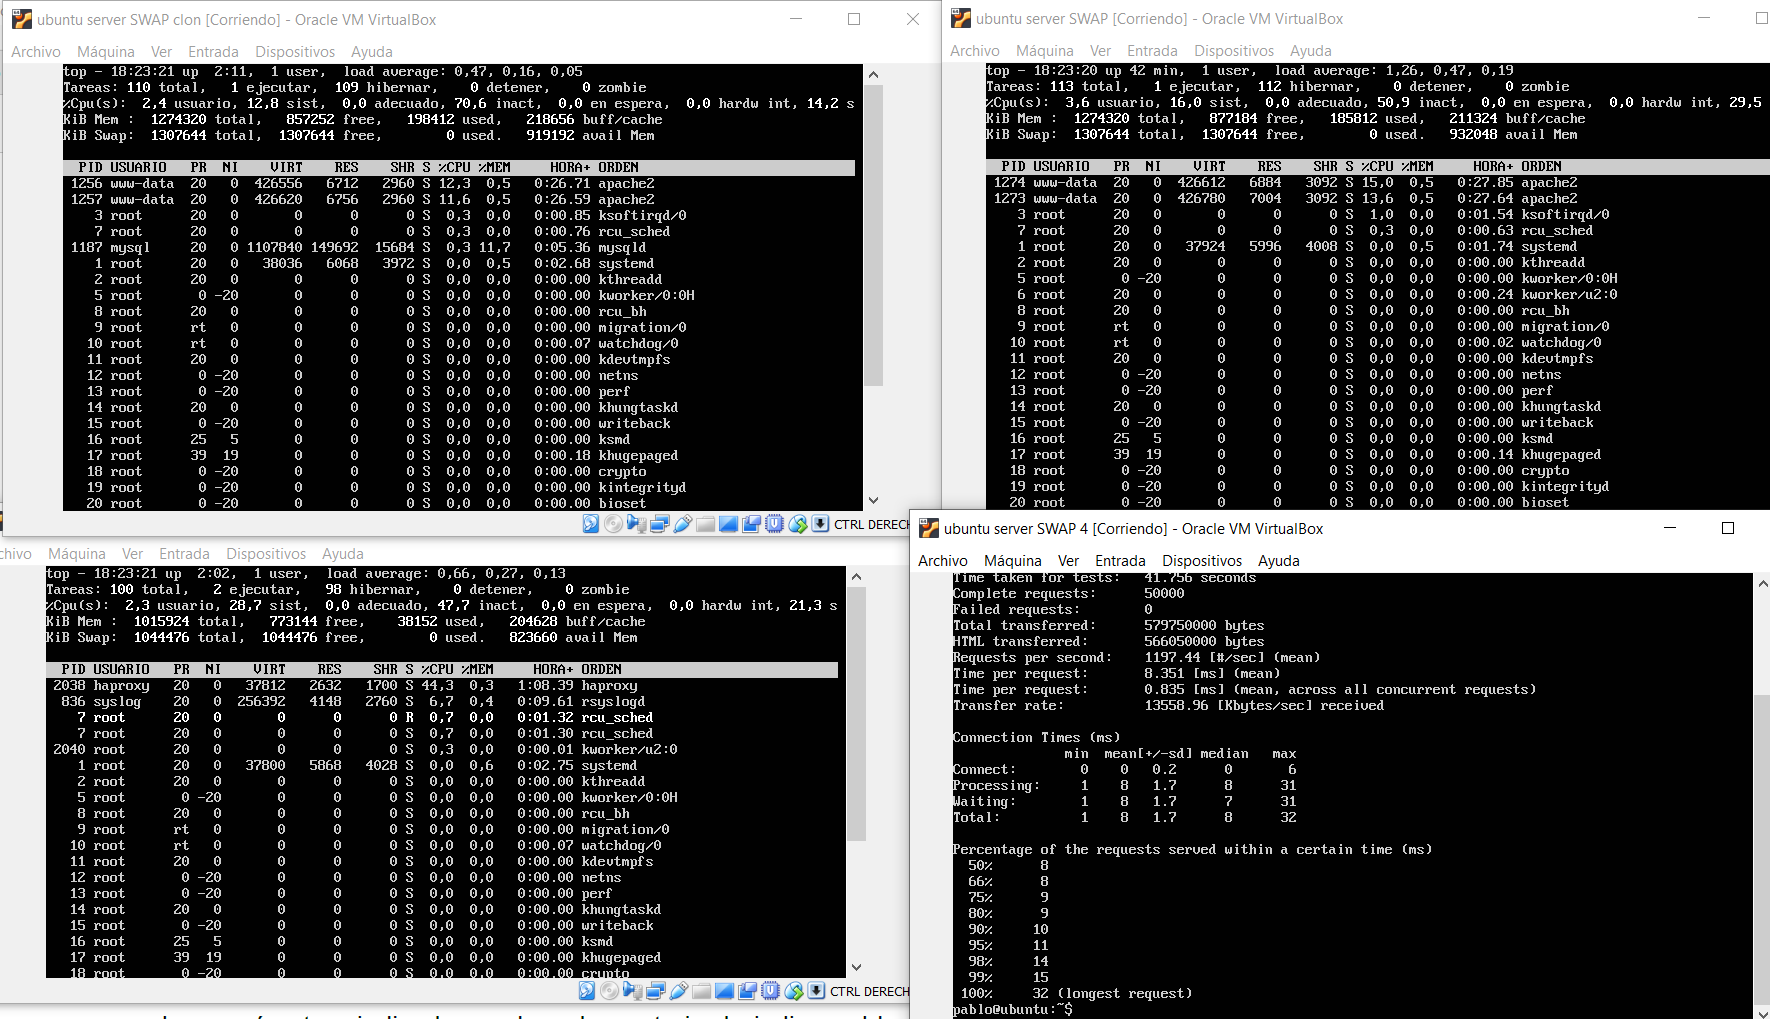 ubuntu server SWAP clon [Corriendo] - Oracle VM VirtualBox
Archivo Máquina Ver Entrada Dispositivos Ayuda
top - 18:23:21 up  2:11,  1 user,  load average: 0,47, 0,16, 0,05
Tareas: 110 total,   1 ejecutar, 109 hibernar,   0 detener,   0 zombie
%Cpu(s):  2,4 usuario, 12,8 sist,  0,0 adecuado, 70,6 inact,  0,0 en espera,  0,0 hardw int, 14,2 s
KiB Mem :  1274320 total,   857252 free,   198412 used,   218656 buff/cache
KiB Swap:  1307644 total,  1307644 free,        0 used.   919192 avail Mem
PID USUARIO PR NI VIRT RES SHR S %CPU %MEM HORA+ ORDEN
1256 www-data 20 0 426556 6712 2960 S 12,3 0,5 0:26.71 apache2
1257 www-data 20 0 426620 6756 2960 S 11,6 0,5 0:26.59 apache2
3 root 20 0 0 0 0 S 0,3 0,0 0:00.85 ksoftirqd/0
7 root 20 0 0 0 0 S 0,3 0,0 0:00.76 rcu_sched
1187 mysql 20 0 1107840 149692 15684 S 0,3 11,7 0:05.36 mysqld
1 root 20 0 38036 6068 3972 S 0,0 0,5 0:02.68 systemd
2 root 20 0 0 0 0 S 0,0 0,0 0:00.00 kthreadd
5 root 0 -20 0 0 0 S 0,0 0,0 0:00.00 kworker/0:0H
8 root 20 0 0 0 0 S 0,0 0,0 0:00.00 rcu_bh
9 root rt 0 0 0 0 S 0,0 0,0 0:00.00 migration/0
10 root rt 0 0 0 0 S 0,0 0,0 0:00.07 watchdog/0
11 root 20 0 0 0 0 S 0,0 0,0 0:00.00 kdevtmpfs
12 root 0 -20 0 0 0 S 0,0 0,0 0:00.00 netns
13 root 0 -20 0 0 0 S 0,0 0,0 0:00.00 perf
14 root 20 0 0 0 0 S 0,0 0,0 0:00.00 khungtaskd
15 root 0 -20 0 0 0 S 0,0 0,0 0:00.00 writeback
16 root 25 5 0 0 0 S 0,0 0,0 0:00.00 ksmd
17 root 39 19 0 0 0 S 0,0 0,0 0:00.18 khugepaged
18 root 0 -20 0 0 0 S 0,0 0,0 0:00.00 crypto
19 root 0 -20 0 0 0 S 0,0 0,0 0:00.00 kintegrityd
20 root 0 -20 0 0 0 S 0,0 0,0 0:00.00 bioset
CTRL DERECH
ubuntu server SWAP [Corriendo] - Oracle VM VirtualBox
Archivo Máquina Ver Entrada Dispositivos Ayuda
top - 18:23:20 up 42 min,  1 user,  load average: 1,26, 0,47, 0,19
Tareas: 113 total,   1 ejecutar, 112 hibernar,   0 detener,   0 zombie
%Cpu(s):  3,6 usuario, 16,0 sist,  0,0 adecuado, 50,9 inact,  0,0 en espera,  0,0 hardw int, 29,5
KiB Mem :  1274320 total,   877184 free,   185812 used,   211324 buff/cache
KiB Swap:  1307644 total,  1307644 free,        0 used.   932048 avail Mem
PID USUARIO PR NI VIRT RES SHR S %CPU %MEM HORA+ ORDEN
1274 www-data 20 0 426612 6884 3092 S 15,0 0,5 0:27.85 apache2
1273 www-data 20 0 426780 7004 3092 S 13,6 0,5 0:27.64 apache2
3 root 20 0 0 0 0 S 1,0 0,0 0:01.54 ksoftirqd/0
7 root 20 0 0 0 0 S 0,3 0,0 0:00.63 rcu_sched
1 root 20 0 37924 5996 4008 S 0,0 0,5 0:01.74 systemd
2 root 20 0 0 0 0 S 0,0 0,0 0:00.00 kthreadd
5 root 0 -20 0 0 0 S 0,0 0,0 0:00.00 kworker/0:0H
6 root 20 0 0 0 0 S 0,0 0,0 0:00.24 kworker/u2:0
8 root 20 0 0 0 0 S 0,0 0,0 0:00.00 rcu_bh
9 root rt 0 0 0 0 S 0,0 0,0 0:00.00 migration/0
10 root rt 0 0 0 0 S 0,0 0,0 0:00.02 watchdog/0
11 root 20 0 0 0 0 S 0,0 0,0 0:00.00 kdevtmpfs
12 root 0 -20 0 0 0 S 0,0 0,0 0:00.00 netns
13 root 0 -20 0 0 0 S 0,0 0,0 0:00.00 perf
14 root 20 0 0 0 0 S 0,0 0,0 0:00.00 khungtaskd
15 root 0 -20 0 0 0 S 0,0 0,0 0:00.00 writeback
16 root 25 5 0 0 0 S 0,0 0,0 0:00.00 ksmd
17 root 39 19 0 0 0 S 0,0 0,0 0:00.14 khugepaged
18 root 0 -20 0 0 0 S 0,0 0,0 0:00.00 crypto
19 root 0 -20 0 0 0 S 0,0 0,0 0:00.00 kintegrityd
20 root 0 -20 0 0 0 S 0,0 0,0 0:00.00 bioset
chivo Máquina Ver Entrada Dispositivos Ayuda
top - 18:23:21 up  2:02,  1 user,  load average: 0,66, 0,27, 0,13
Tareas: 100 total,   2 ejecutar,  98 hibernar,   0 detener,   0 zombie
%Cpu(s):  2,3 usuario, 28,7 sist,  0,0 adecuado, 47,7 inact,  0,0 en espera,  0,0 hardw int, 21,3 s
KiB Mem :  1015924 total,   773144 free,    38152 used,   204628 buff/cache
KiB Swap:  1044476 total,  1044476 free,        0 used.   823660 avail Mem
PID USUARIO PR NI VIRT RES SHR S %CPU %MEM HORA+ ORDEN
2038 haproxy 20 0 37812 2632 1700 S 44,3 0,3 1:08.39 haproxy
836 syslog 20 0 256392 4148 2760 S 6,7 0,4 0:09.61 rsyslogd
7 root 20 0 0 0 0 R 0,7 0,0 0:01.32 rcu_sched
7 root 20 0 0 0 0 S 0,7 0,0 0:01.30 rcu_sched
2040 root 20 0 0 0 0 S 0,3 0,0 0:00.01 kworker/u2:0
1 root 20 0 37800 5868 4028 S 0,0 0,6 0:02.75 systemd
2 root 20 0 0 0 0 S 0,0 0,0 0:00.00 kthreadd
5 root 0 -20 0 0 0 S 0,0 0,0 0:00.00 kworker/0:0H
8 root 20 0 0 0 0 S 0,0 0,0 0:00.00 rcu_bh
9 root rt 0 0 0 0 S 0,0 0,0 0:00.00 migration/0
10 root rt 0 0 0 0 S 0,0 0,0 0:00.07 watchdog/0
11 root 20 0 0 0 0 S 0,0 0,0 0:00.00 kdevtmpfs
12 root 0 -20 0 0 0 S 0,0 0,0 0:00.00 netns
13 root 0 -20 0 0 0 S 0,0 0,0 0:00.00 perf
14 root 20 0 0 0 0 S 0,0 0,0 0:00.00 khungtaskd
15 root 0 -20 0 0 0 S 0,0 0,0 0:00.00 writeback
16 root 25 5 0 0 0 S 0,0 0,0 0:00.00 ksmd
17 root 39 19 0 0 0 S 0,0 0,0 0:00.00 khugepaged
18 root 0 -20 0 0 0 S 0,0 0,0 0:00.00 crypto
CTRL DERECH
ubuntu server SWAP 4 [Corriendo] - Oracle VM VirtualBox
Archivo Máquina Ver Entrada Dispositivos Ayuda
Time taken for tests:   41.756 seconds
Complete requests:      50000
Failed requests:        0
Total transferred:      579750000 bytes
HTML transferred:       566050000 bytes
Requests per second:    1197.44 [#/sec] (mean)
Time per request:       8.351 [ms] (mean)
Time per request:       0.835 [ms] (mean, across all concurrent requests)
Transfer rate:          13558.96 [Kbytes/sec] received
Connection Times (ms)
min  mean[+/-sd] median   max
Connect:        0    0   0.2      0       6
Processing:     1    8   1.7      8      31
Waiting:        1    8   1.7      7      31
Total:          1    8   1.7      8      32
Percentage of the requests served within a certain time (ms)
50%      8
66%      8
75%      9
80%      9
90%     10
95%     11
98%     14
99%     15
100%     32 (longest request)
pablo@ubuntu:~$